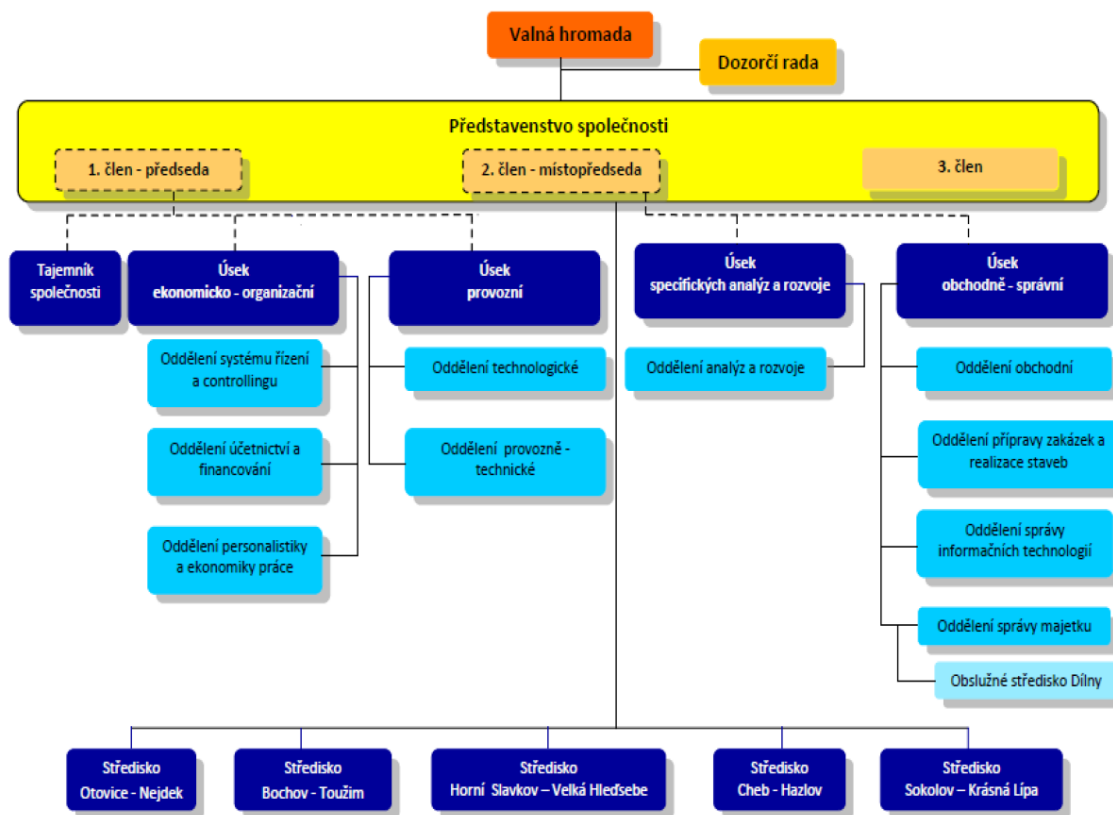 Valná hromada
Dozorčí rada
Představenstvo společnosti
1. člen - předseda
2. člen - místopředseda
3. člen
Tajemník
společnosti
Úsek
ekonomicko - organizační
Úsek
provozní
Úsek
specifických analýz a rozvoje
Úsek
obchodně - správní
Oddělení systému řízení
a controllingu
Oddělení technologické
Oddělení analýz a rozvoje
Oddělení obchodní
Oddělení účetnictví a
financování
Oddělení provozně -
technické
Oddělení přípravy zakázek a
realizace staveb
Oddělení personalistiky
a ekonomiky práce
Oddělení správy
informačních technologií
Oddělení správy majetku
Obslužné středisko Dílny
Středisko
Otovice - Nejdek
Středisko
Bochov - Toužim
Středisko
Horní Slavkov – Velká Hleďsebe
Středisko
Cheb - Hazlov
Středisko
Sokolov – Krásná Lípa